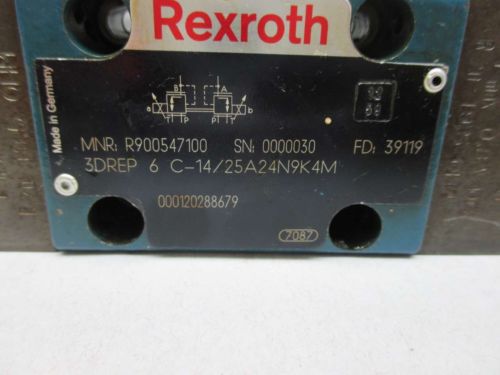 Rexroth
Made in Germany
B A
a b
P T P T
MNR: R900547100 SN: 0000030 FD: 39119
3DREP 6 C-14/25A24N9K4M
000120288679
7087